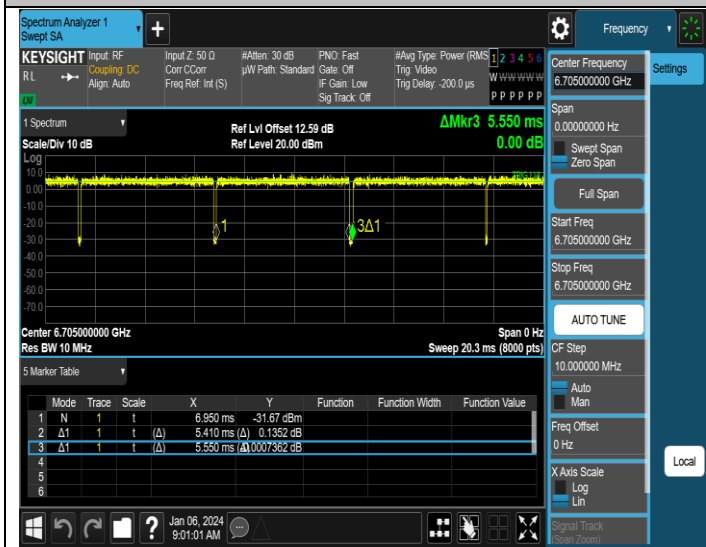 Spectrum Analyzer 1
Swept SA
Frequency
KEYSIGHT
Input: RF
Coupling: DC
Align: Auto
RL
LXI
Input Z: 50 Ω
Corr CCorr
Freq Ref: Int (S)
#Atten: 30 dB
µW Path: Standard
PNO: Fast
Gate: Off
IF Gain: Low
Sig Track: Off
#Avg Type: Power (RMS
Trig: Video
Trig Delay: -200.0 µs
1 2 3 4 5 6
W W W W W W
P P P P P P
Center Frequency
6.705000000 GHz
Settings
Span
0.00000000 Hz
Swept Span
Zero Span
Full Span
Start Freq
6.705000000 GHz
Stop Freq
6.705000000 GHz
AUTO TUNE
CF Step
10.000000 MHz
Auto
Man
Freq Offset
0 Hz
X Axis Scale
Log
Lin
Signal Track
(Span Zoom)
Local
1 Spectrum
Scale/Div 10 dB
Ref Lvl Offset 12.59 dB
Ref Level 20.00 dBm
ΔMkr3 5.550 ms
0.00 dB
Log
10.0
0.00
-10.0
-20.0
-30.0
-40.0
-50.0
-60.0
-70.0
TRIG LVL
1
3Δ1
Center 6.705000000 GHz
Res BW 10 MHz
Span 0 Hz
Sweep 20.3 ms (8000 pts)
5 Marker Table
Mode Trace Scale X Y Function Function Width Function Value
1 N 1 t 6.950 ms -31.67 dBm
2 Δ1 1 t (Δ) 5.410 ms (Δ) 0.1352 dB
3 Δ1 1 t (Δ) 5.550 ms (Δ) 0.0007362 dB
4
5
6
?
Jan 06, 2024
9:01:01 AM